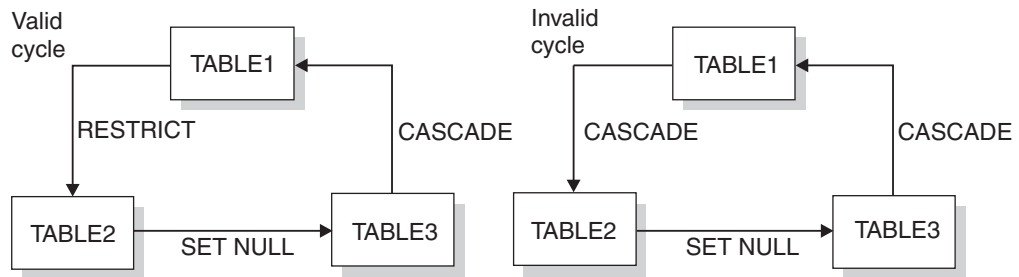 Valid
cycle
TABLE1
RESTRICT
CASCADE
TABLE2
SET NULL
TABLE3
Invalid
cycle
TABLE1
CASCADE
CASCADE
TABLE2
SET NULL
TABLE3